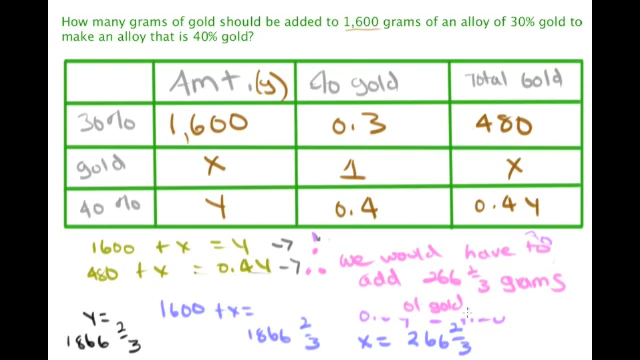 How many grams of gold should be added to 1,600 grams of an alloy of 30% gold to
make an alloy that is 40% gold?
Amt. (g) % gold Total Gold
30% 1,600 0.3 480
gold x 1 x
40% y 0.4 0.4y
1600 + x = y
480 + x = 0.4y
∴ we would have to
add 266 2/3 grams
of gold
y =
1866 2/3
1600 + x =
1866 2/3
x = 266 2/3